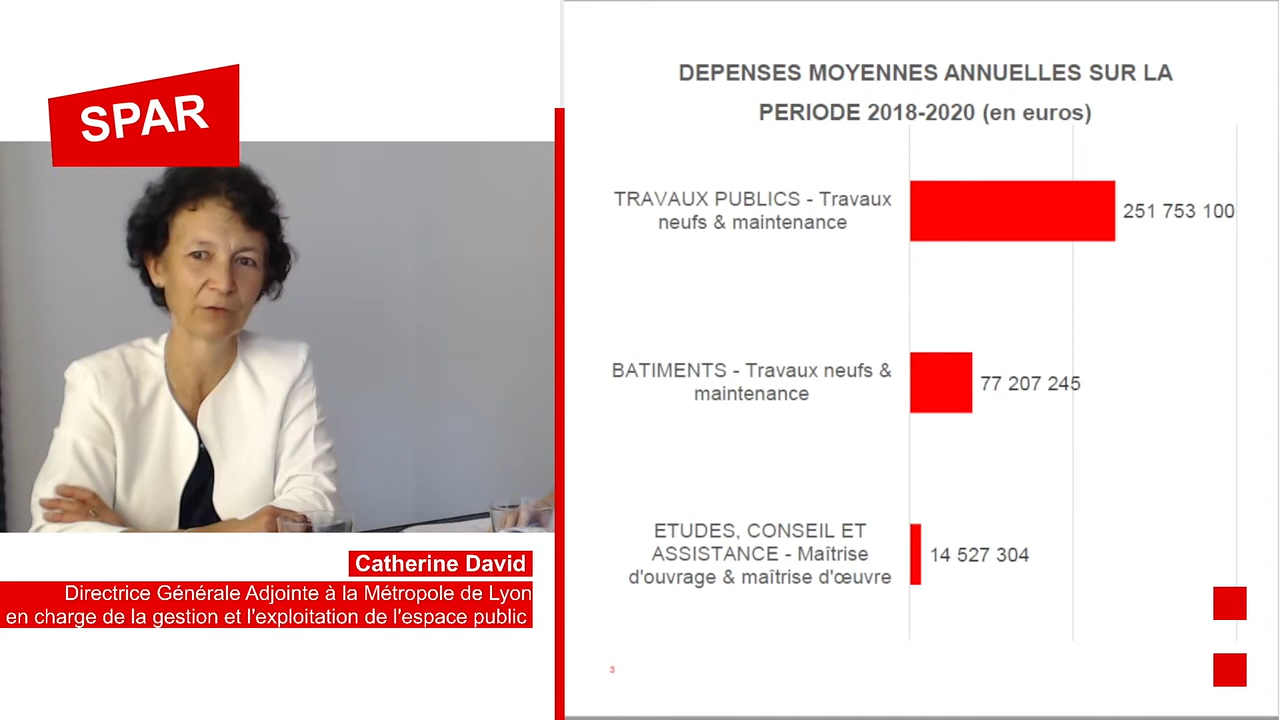 SPAR
Catherine David
Directrice Générale Adjointe à la Métropole de Lyon
en charge de la gestion et l'exploitation de l'espace public
DEPENSES MOYENNES ANNUELLES SUR LA
PERIODE 2018-2020 (en euros)
TRAVAUX PUBLICS - Travaux
neufs & maintenance
251 753 100
BATIMENTS - Travaux neufs &
maintenance
77 207 245
ETUDES, CONSEIL ET
ASSISTANCE - Maîtrise
d'ouvrage & maîtrise d'œuvre
14 527 304
3